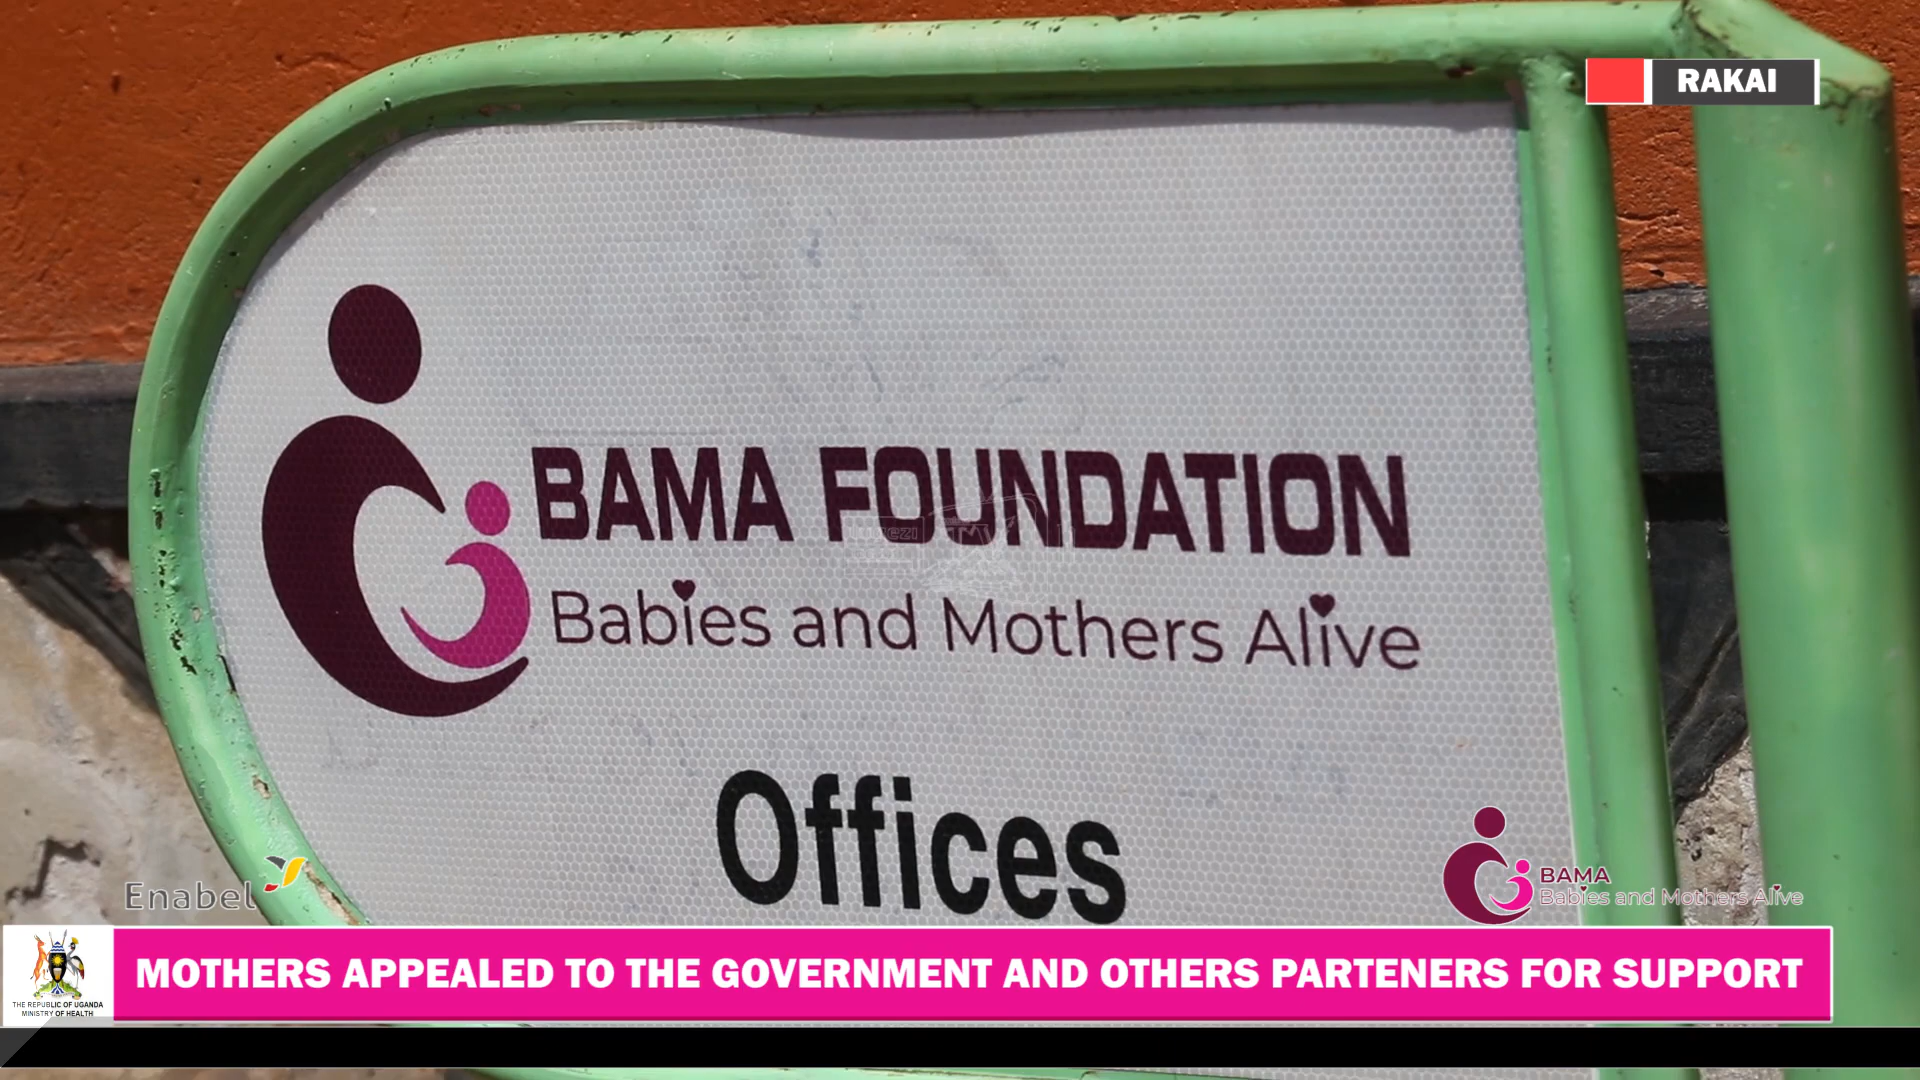 RAKAI
BAMA FOUNDATION
Babies and Mothers Alive
Offices
Enabel
BAMA
Babies and Mothers Alive
THE REPUBLIC OF UGANDA
MINISTRY OF HEALTH
MOTHERS APPEALED TO THE GOVERNMENT AND OTHERS PARTENERS FOR SUPPORT